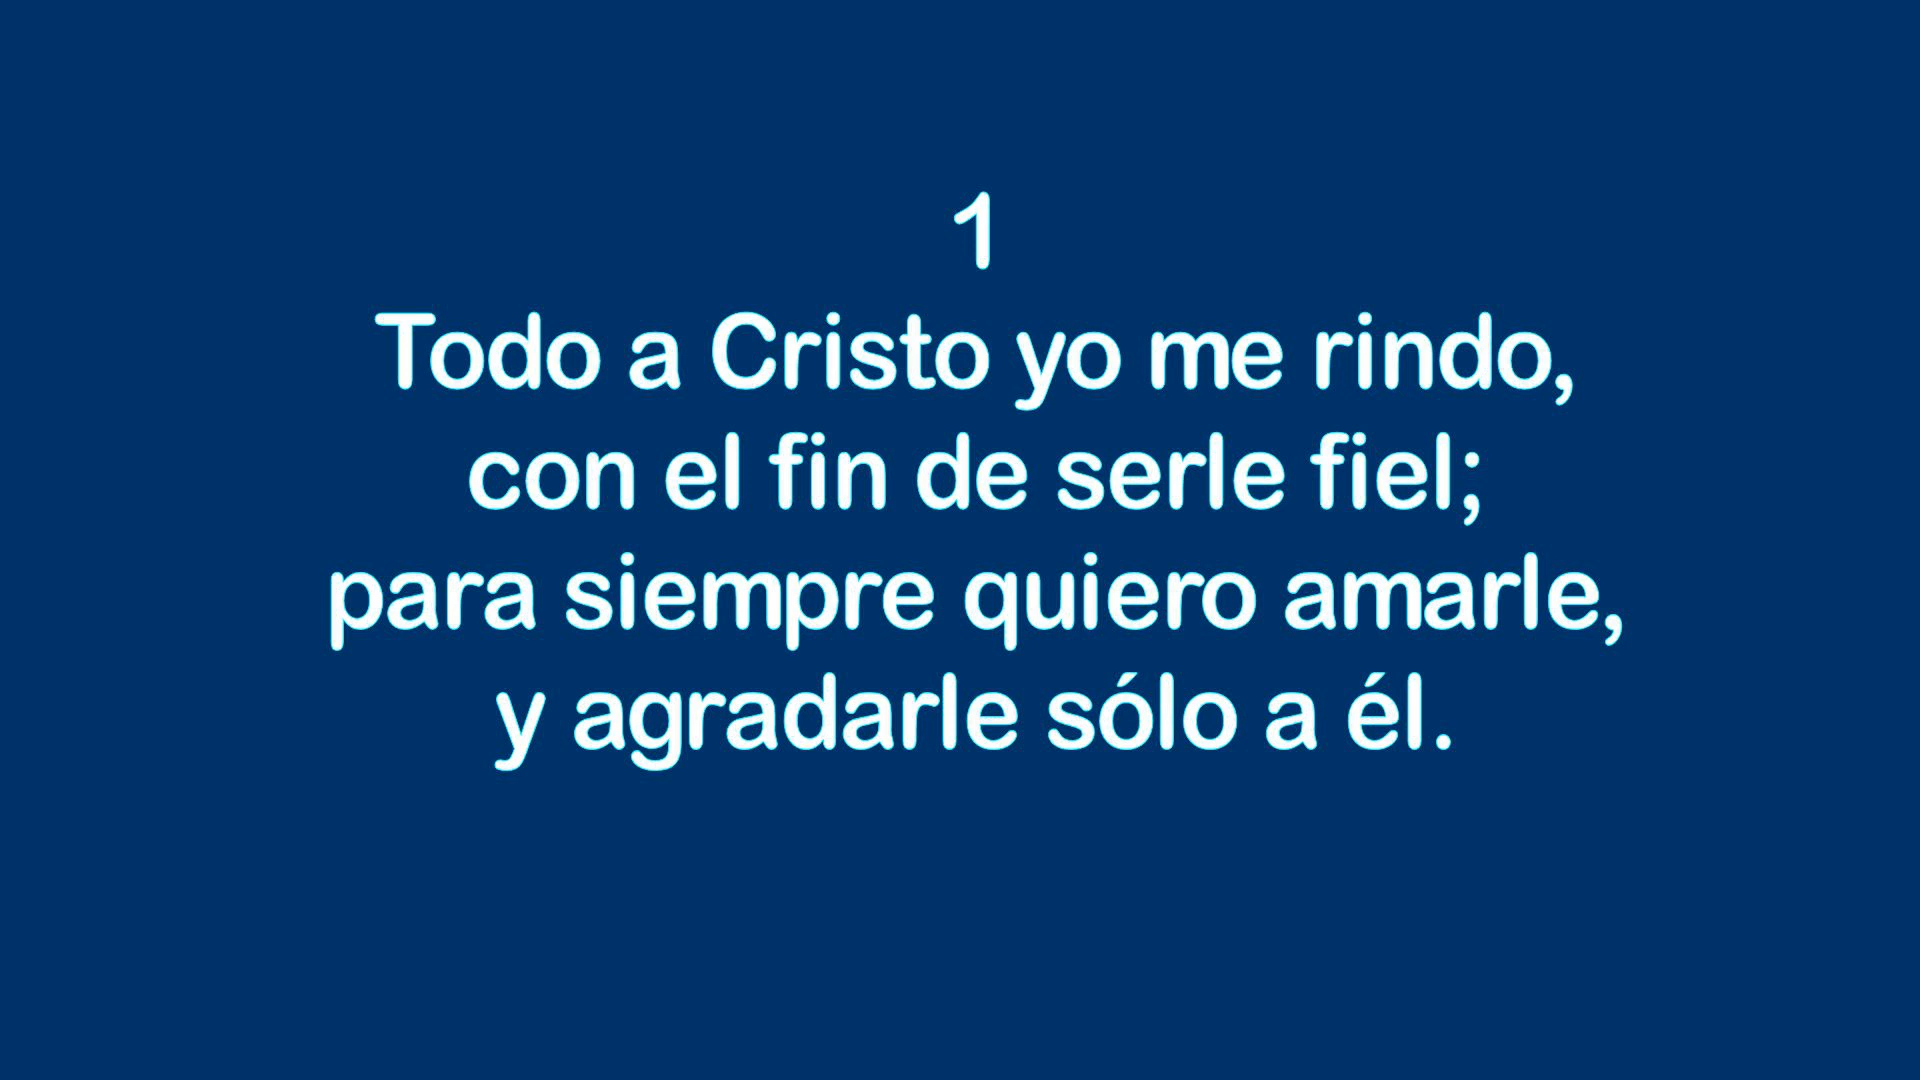 1
Todo a Cristo yo me rindo,
con el fin de serle fiel;
para siempre quiero amarle,
y agradarle sólo a él.